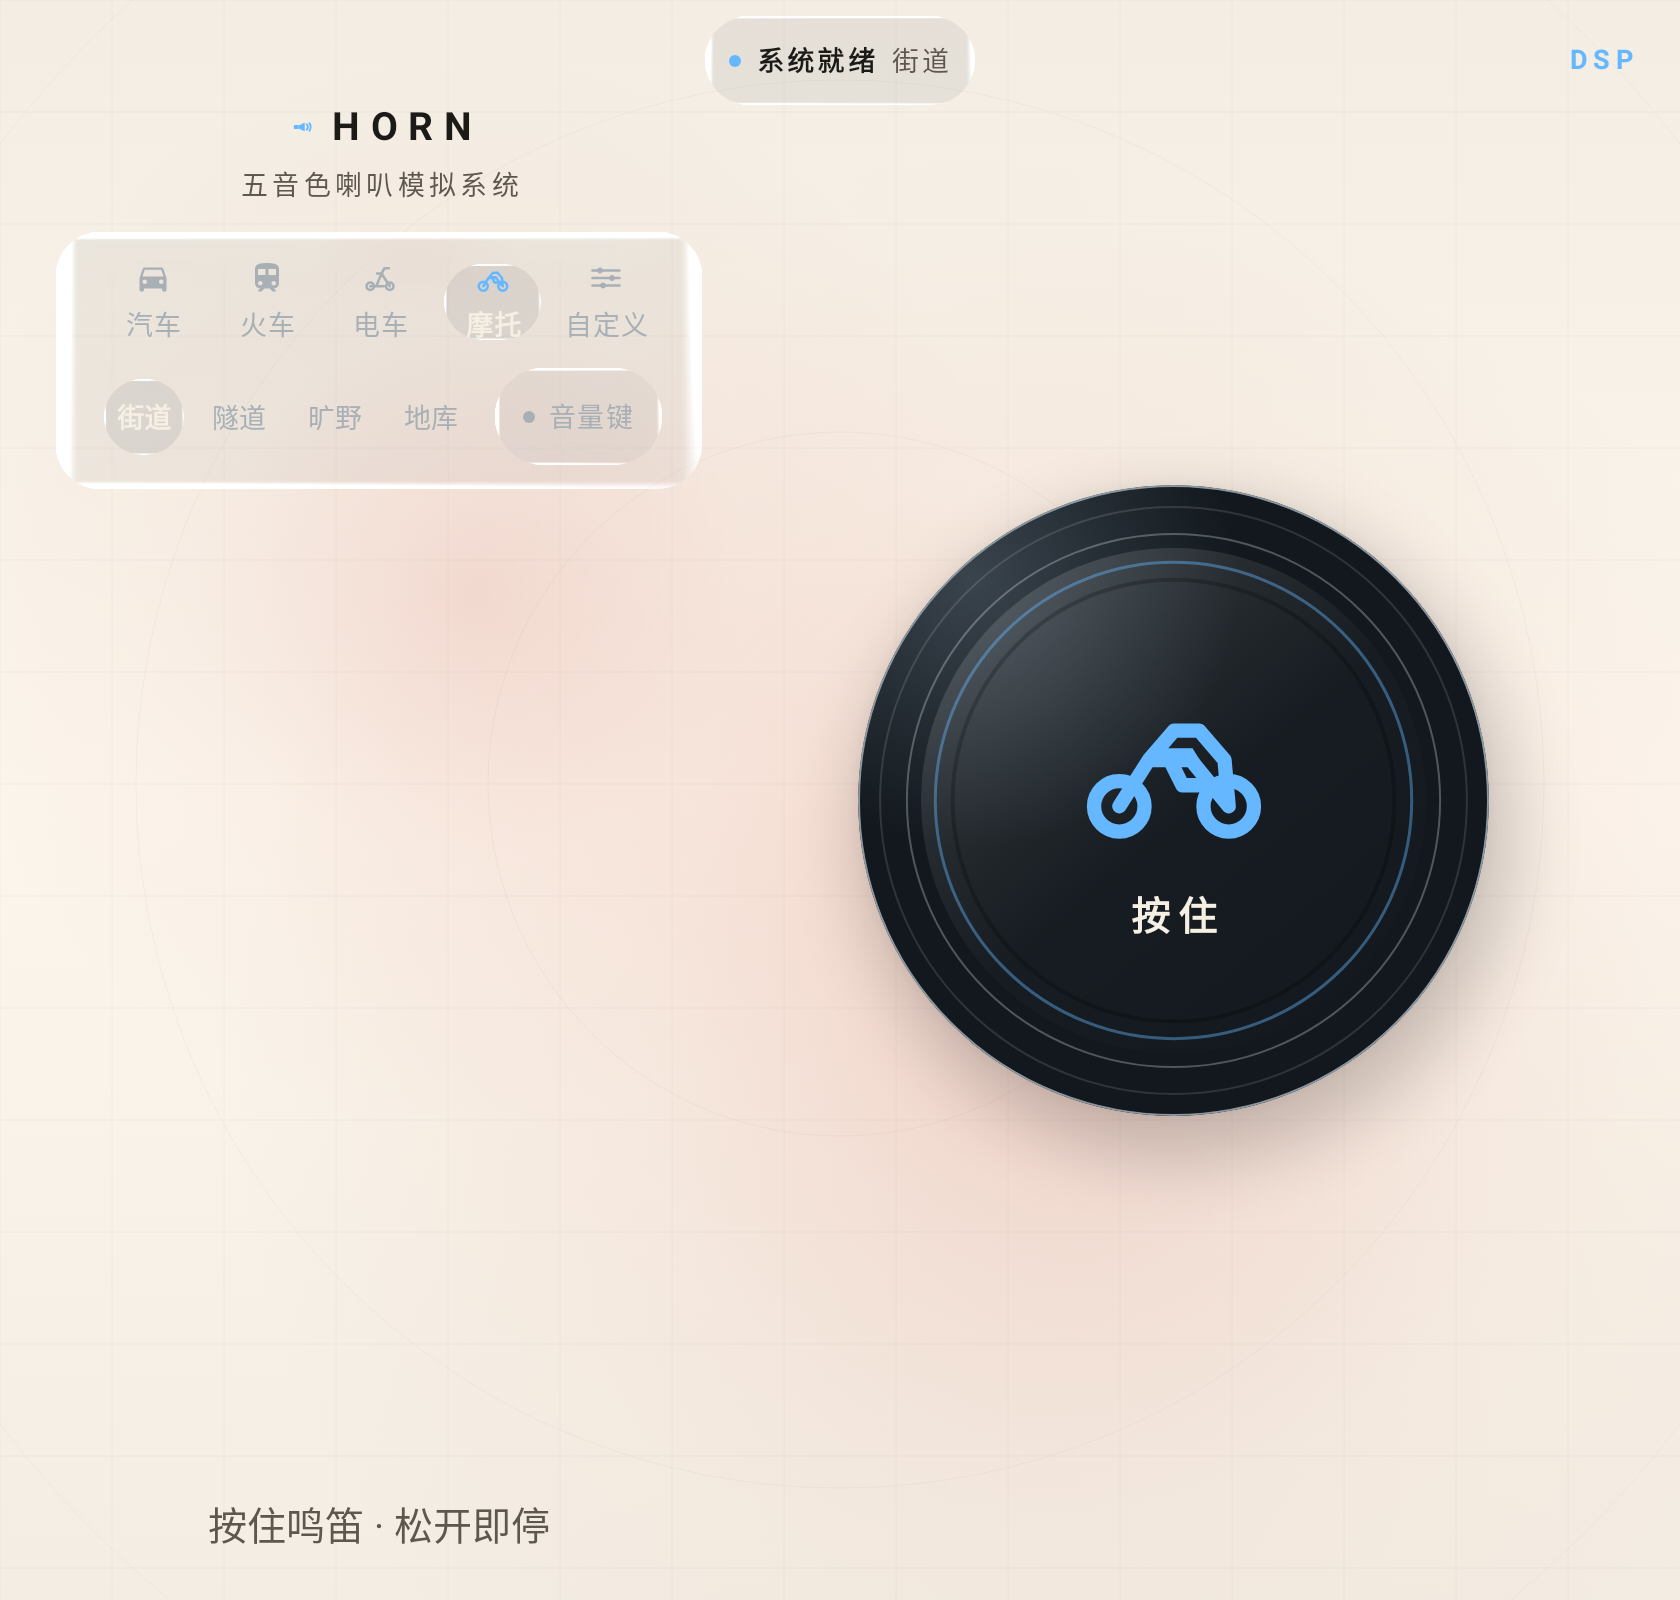 系统就绪 街道
DSP
HORN
五音色喇叭模拟系统
汽车 火车 电车 摩托 自定义
街道 隧道 旷野 地库 音量键
按住
按住鸣笛 · 松开即停